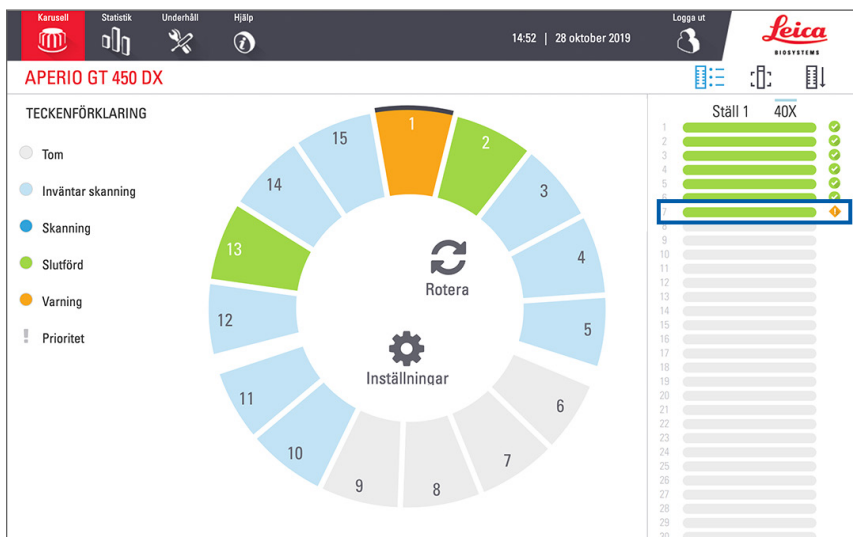 Karusell
Statistik
Underhåll
Hjälp
14:52 | 28 oktober 2019
Logga ut
Leica
BIOSYSTEMS
APERIO GT 450 DX
TECKENFÖRKLARING
Tom
Inväntar skanning
Skanning
Slutförd
Varning
Prioritet
1
2
3
4
5
6
7
8
9
10
11
12
13
14
15
Rotera
Inställningar
Ställ 1 40X
1
2
3
4
5
6
7
8
9
10
11
12
13
14
15
16
17
18
19
20
21
22
23
24
25
26
27
28
29
30